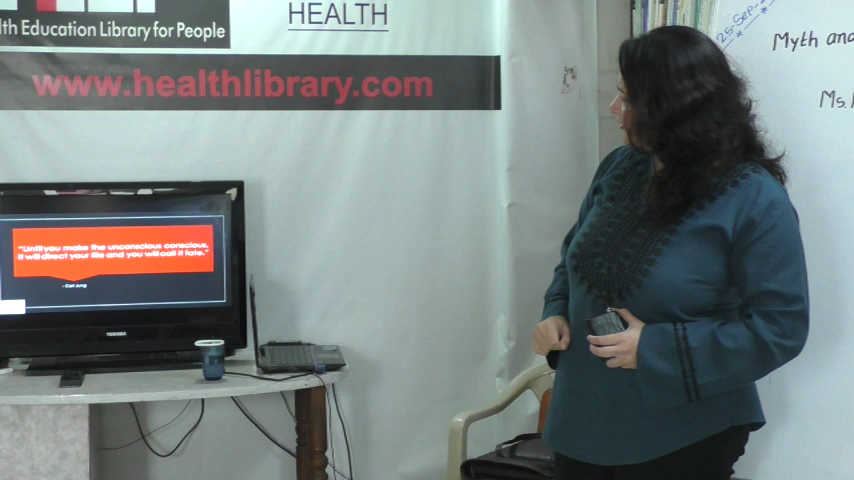 lth Education Library for People
HEALTH
www.healthlibrary.com
25-Sep-
Myth and
Ms.
"Until you make the unconscious conscious,
it will direct your life and you will call it fate."
- Carl Jung
TOSHIBA